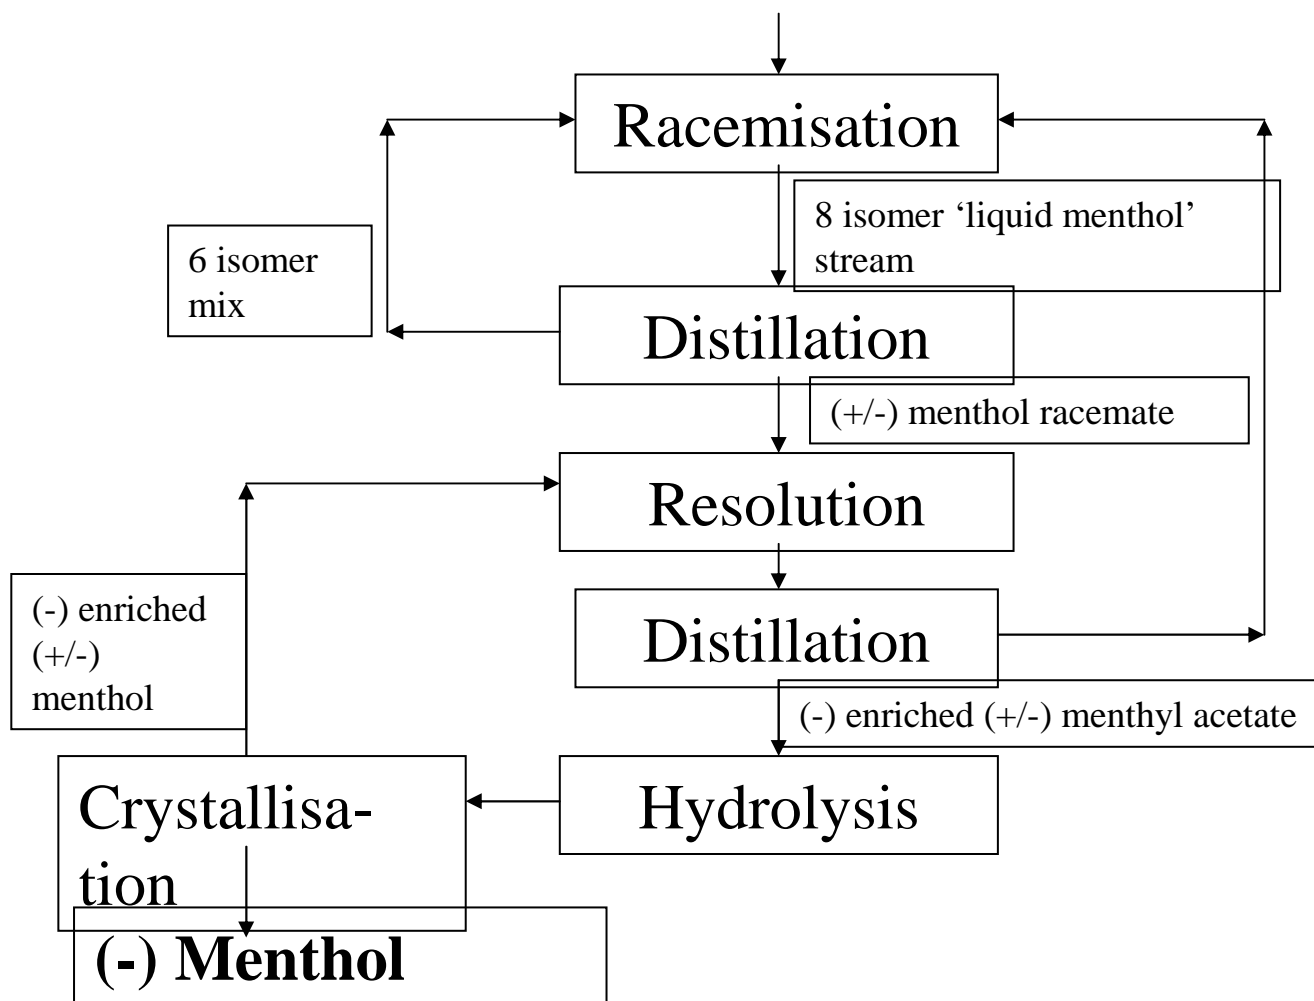 Racemisation
8 isomer ‘liquid menthol’
stream
6 isomer
mix
Distillation
(+/-) menthol racemate
Resolution
(-) enriched
(+/-)
menthol
Distillation
(-) enriched (+/-) menthyl acetate
Crystallisa-
tion
Hydrolysis
(-) Menthol